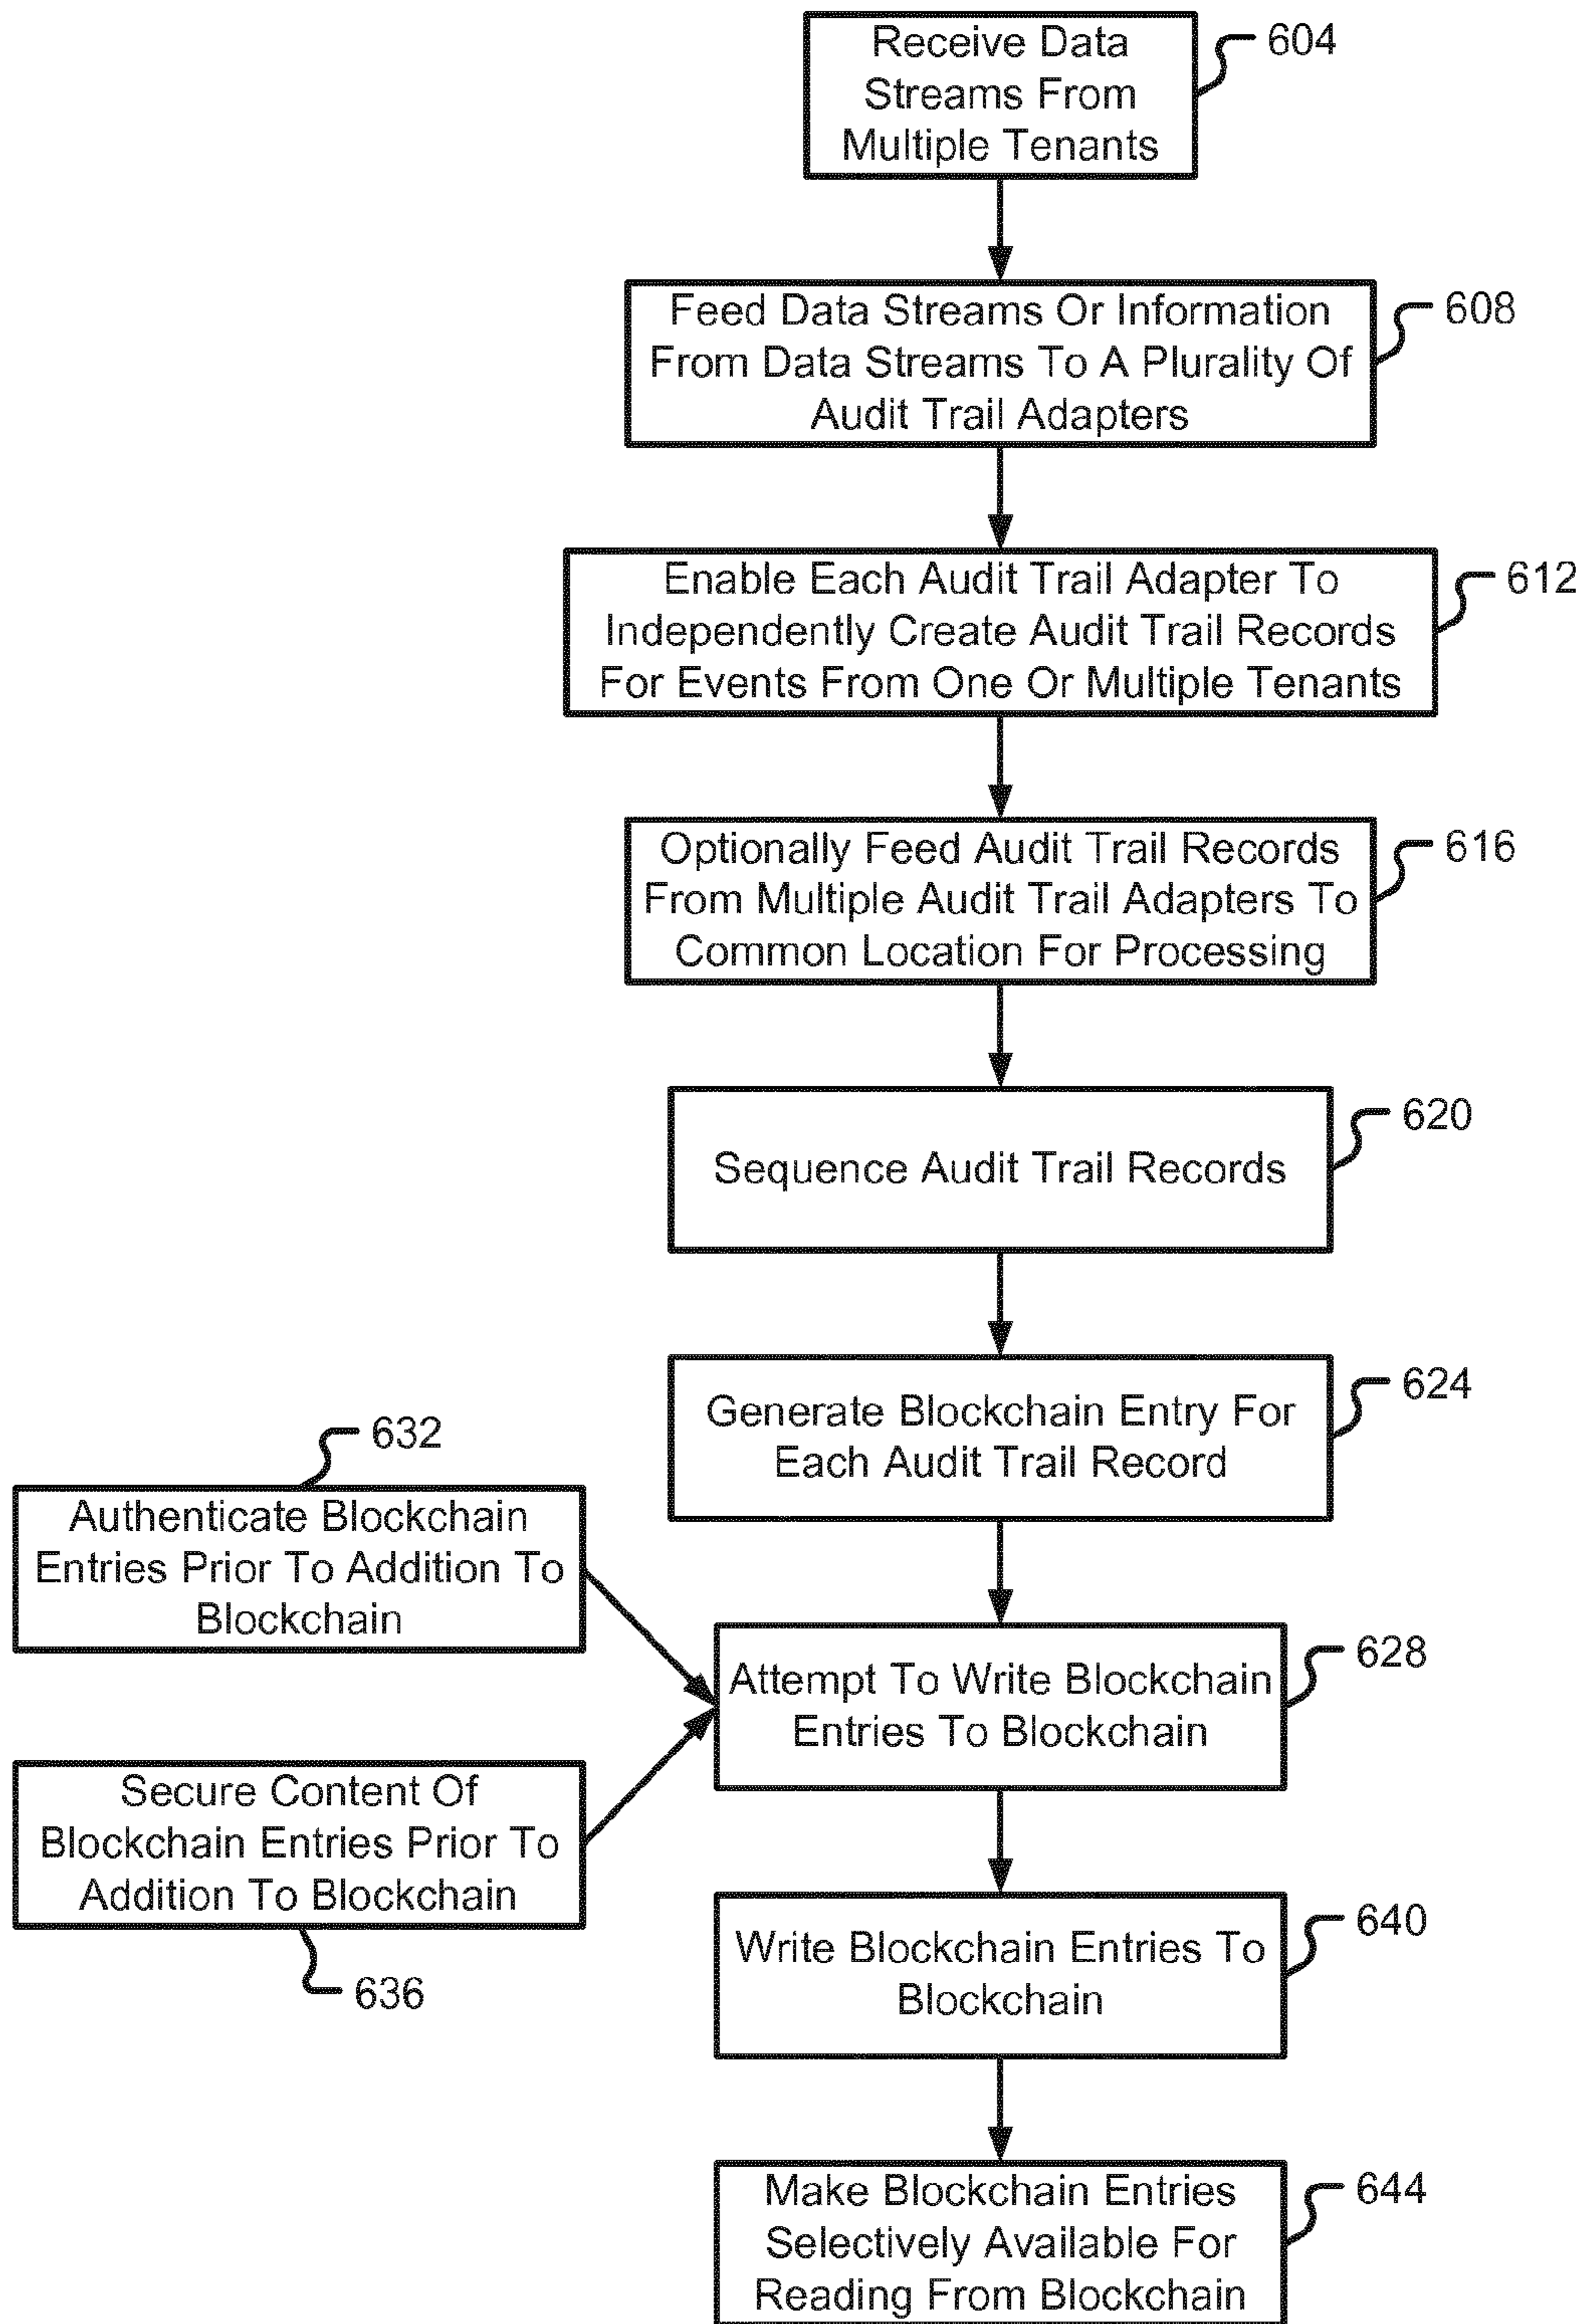 Receive Data
Streams From
Multiple Tenants
604
Feed Data Streams Or Information
From Data Streams To A Plurality Of
Audit Trail Adapters
608
Enable Each Audit Trail Adapter To
Independently Create Audit Trail Records
For Events From One Or Multiple Tenants
612
Optionally Feed Audit Trail Records
From Multiple Audit Trail Adapters To
Common Location For Processing
616
Sequence Audit Trail Records
620
Generate Blockchain Entry For
Each Audit Trail Record
624
632
Authenticate Blockchain
Entries Prior To Addition To
Blockchain
Attempt To Write Blockchain
Entries To Blockchain
628
Secure Content Of
Blockchain Entries Prior To
Addition To Blockchain
636
Write Blockchain Entries To
Blockchain
640
Make Blockchain Entries
Selectively Available For
Reading From Blockchain
644